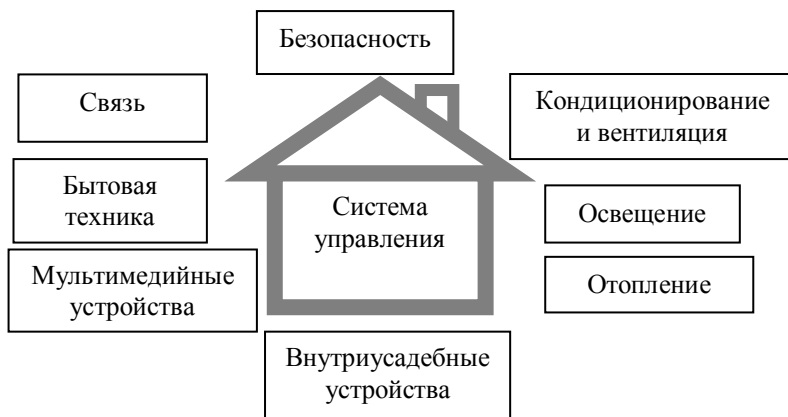 Безопасность
Связь
Кондиционирование
и вентиляция
Бытовая
техника
Система
управления
Освещение
Мультимедийные
устройства
Отопление
Внутриусадебные
устройства